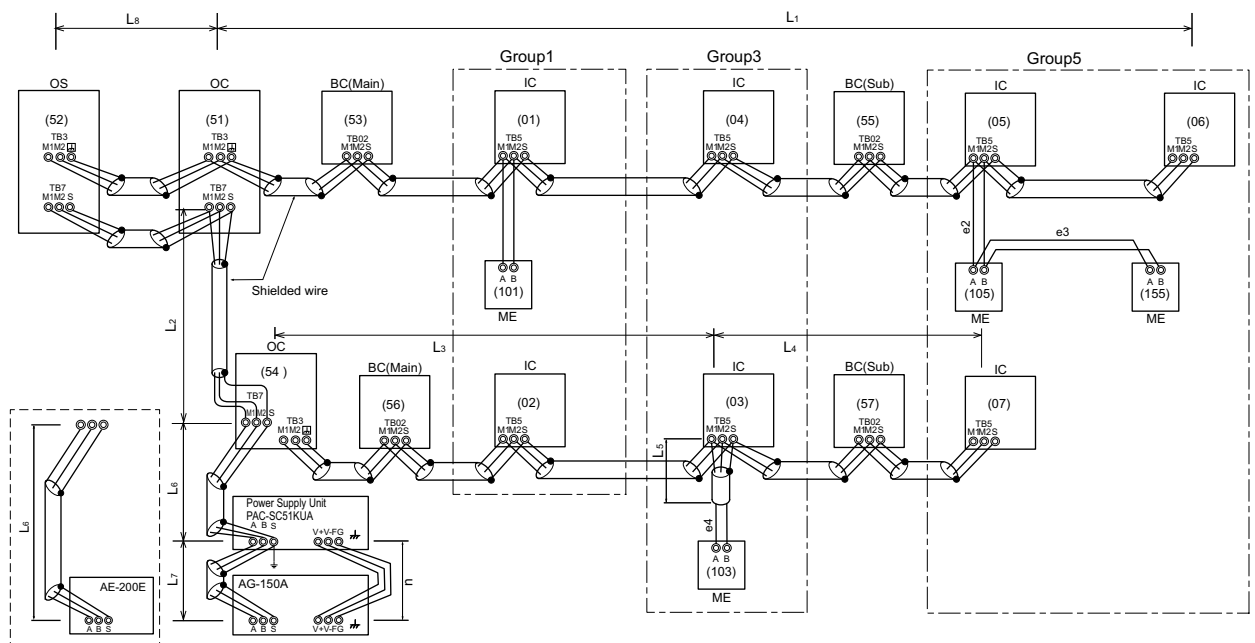 L8
L1
Group1
Group3
Group5
OS
OC
BC(Main)
IC
IC
BC(Sub)
IC
IC
(52)
(51)
(53)
(01)
(04)
(55)
(05)
(06)
TB3
M1M2
TB3
M1M2
TB02
M1M2S
TB5
M1M2S
TB5
M1M2S
TB02
M1M2S
TB5
M1M2S
TB5
M1M2S
TB7
M1M2 S
TB7
M1M2 S
e2
e3
Shielded wire
A B
(101)
ME
A B
(105)
ME
A B
(155)
ME
L2
L3
L4
OC
BC(Main)
IC
IC
BC(Sub)
IC
(54 )
(56)
(02)
(03)
(57)
(07)
TB7
M1M2 S
TB3
M1M2
TB02
M1M2S
TB5
M1M2S
TB5
M1M2S
TB02
M1M2S
TB5
M1M2S
L5
L6
L6
Power Supply Unit
PAC-SC51KUA
A B S
V+V-FG
e4
A B
(103)
ME
L7
n
AE-200E
A B S
AG-150A
A B S
V+V-FG